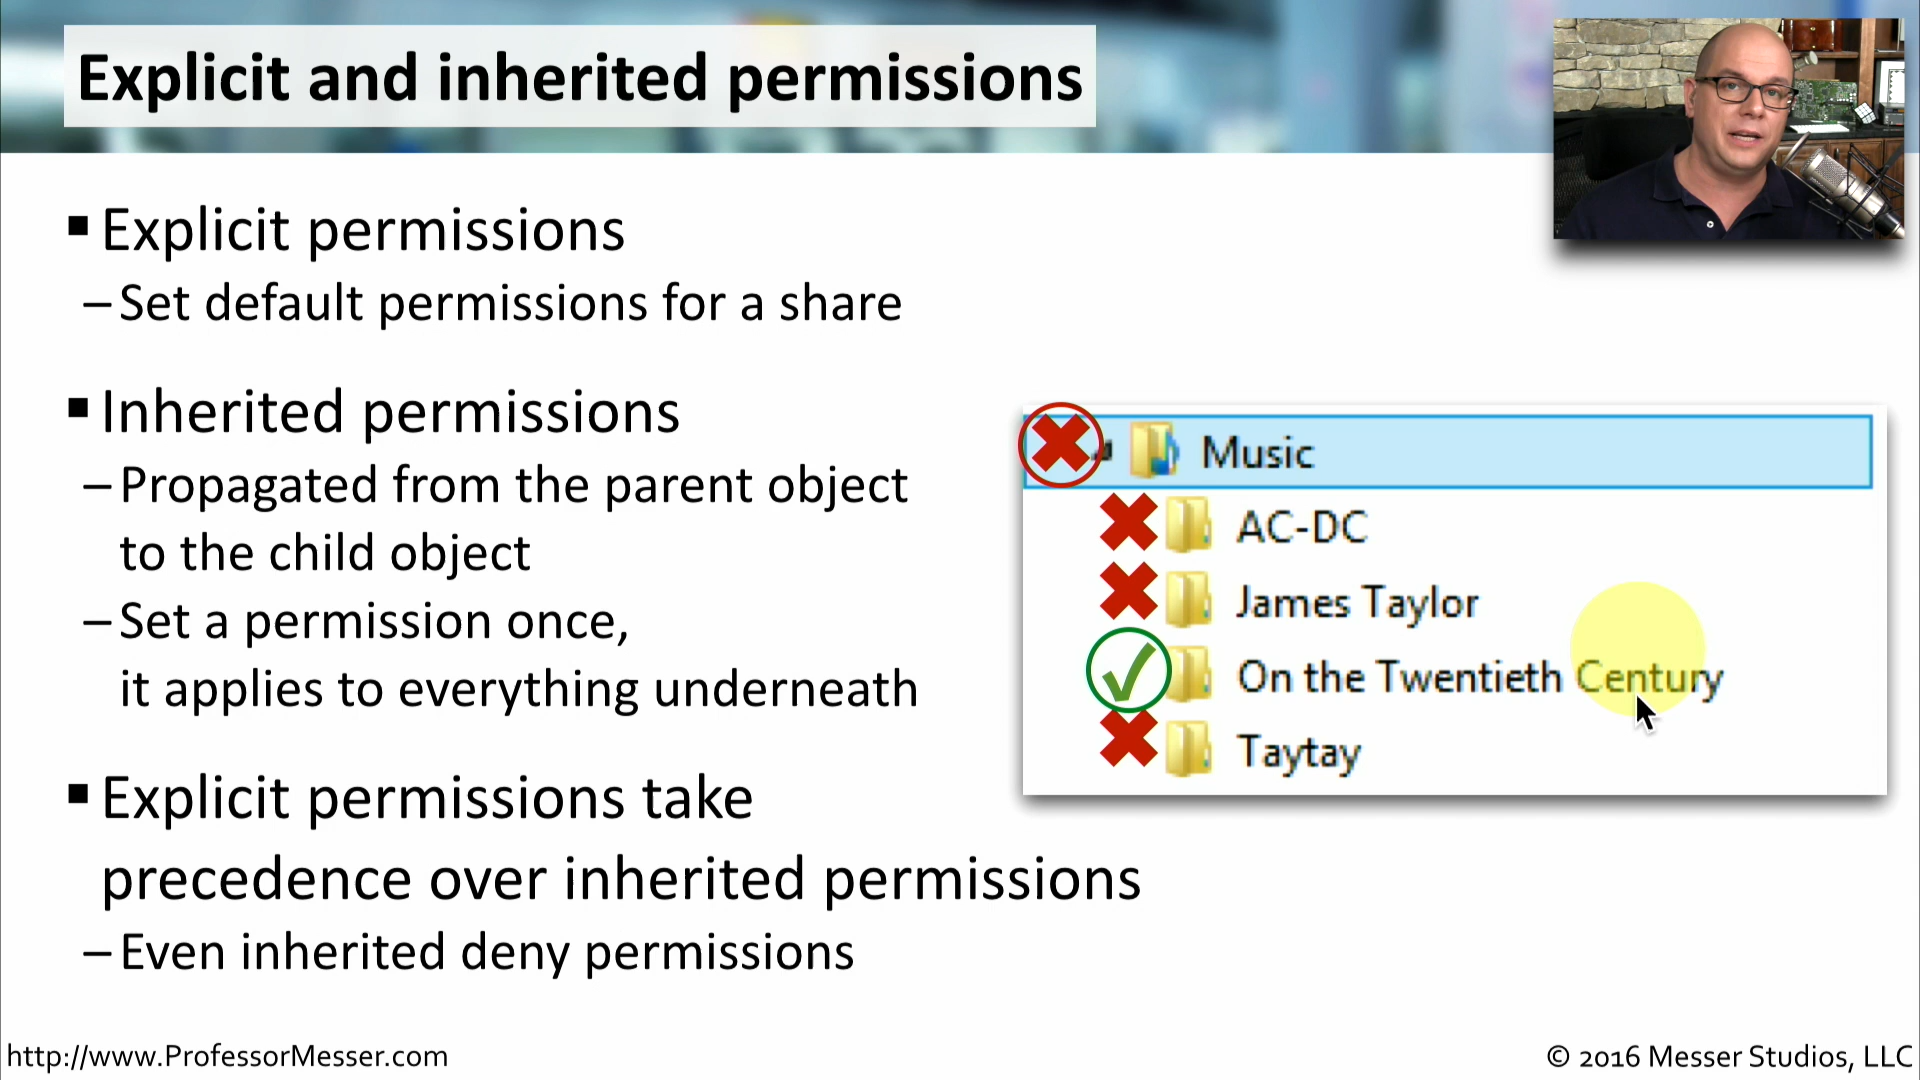 Explicit and inherited permissions
▪ Explicit permissions
– Set default permissions for a share
▪ Inherited permissions
– Propagated from the parent object
to the child object
– Set a permission once,
it applies to everything underneath
▪ Explicit permissions take
precedence over inherited permissions
– Even inherited deny permissions
Music
AC-DC
James Taylor
On the Twentieth Century
Taytay
http://www.ProfessorMesser.com
© 2016 Messer Studios, LLC